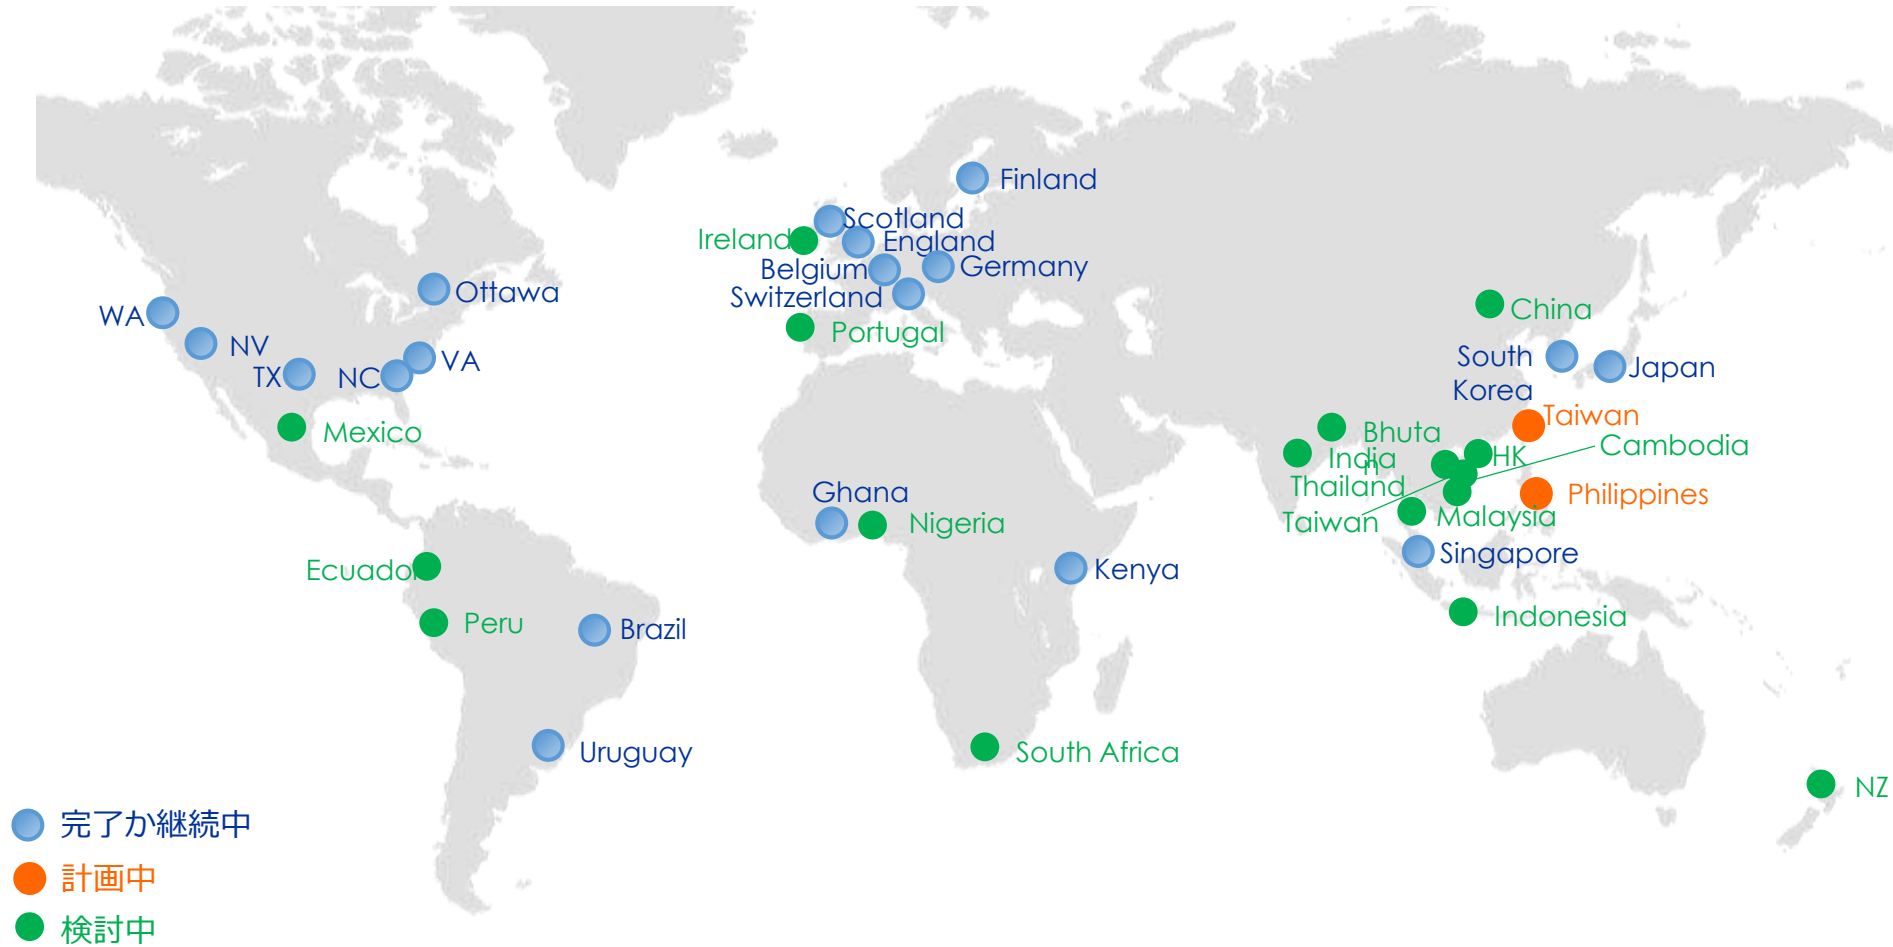 Finland
Scotland
Ireland
England
Belgium
Germany
Switzerland
Portugal
Ottawa
WA
NV
VA
TX
NC
Mexico
China
South
Korea
Japan
Taiwan
Bhuta
n
India
HK
Cambodia
Thailand
Taiwan
Malaysia
Philippines
Singapore
Indonesia
Ghana
Nigeria
Kenya
Ecuador
Peru
Brazil
Uruguay
South Africa
NZ
完了か継続中
計画中
検討中